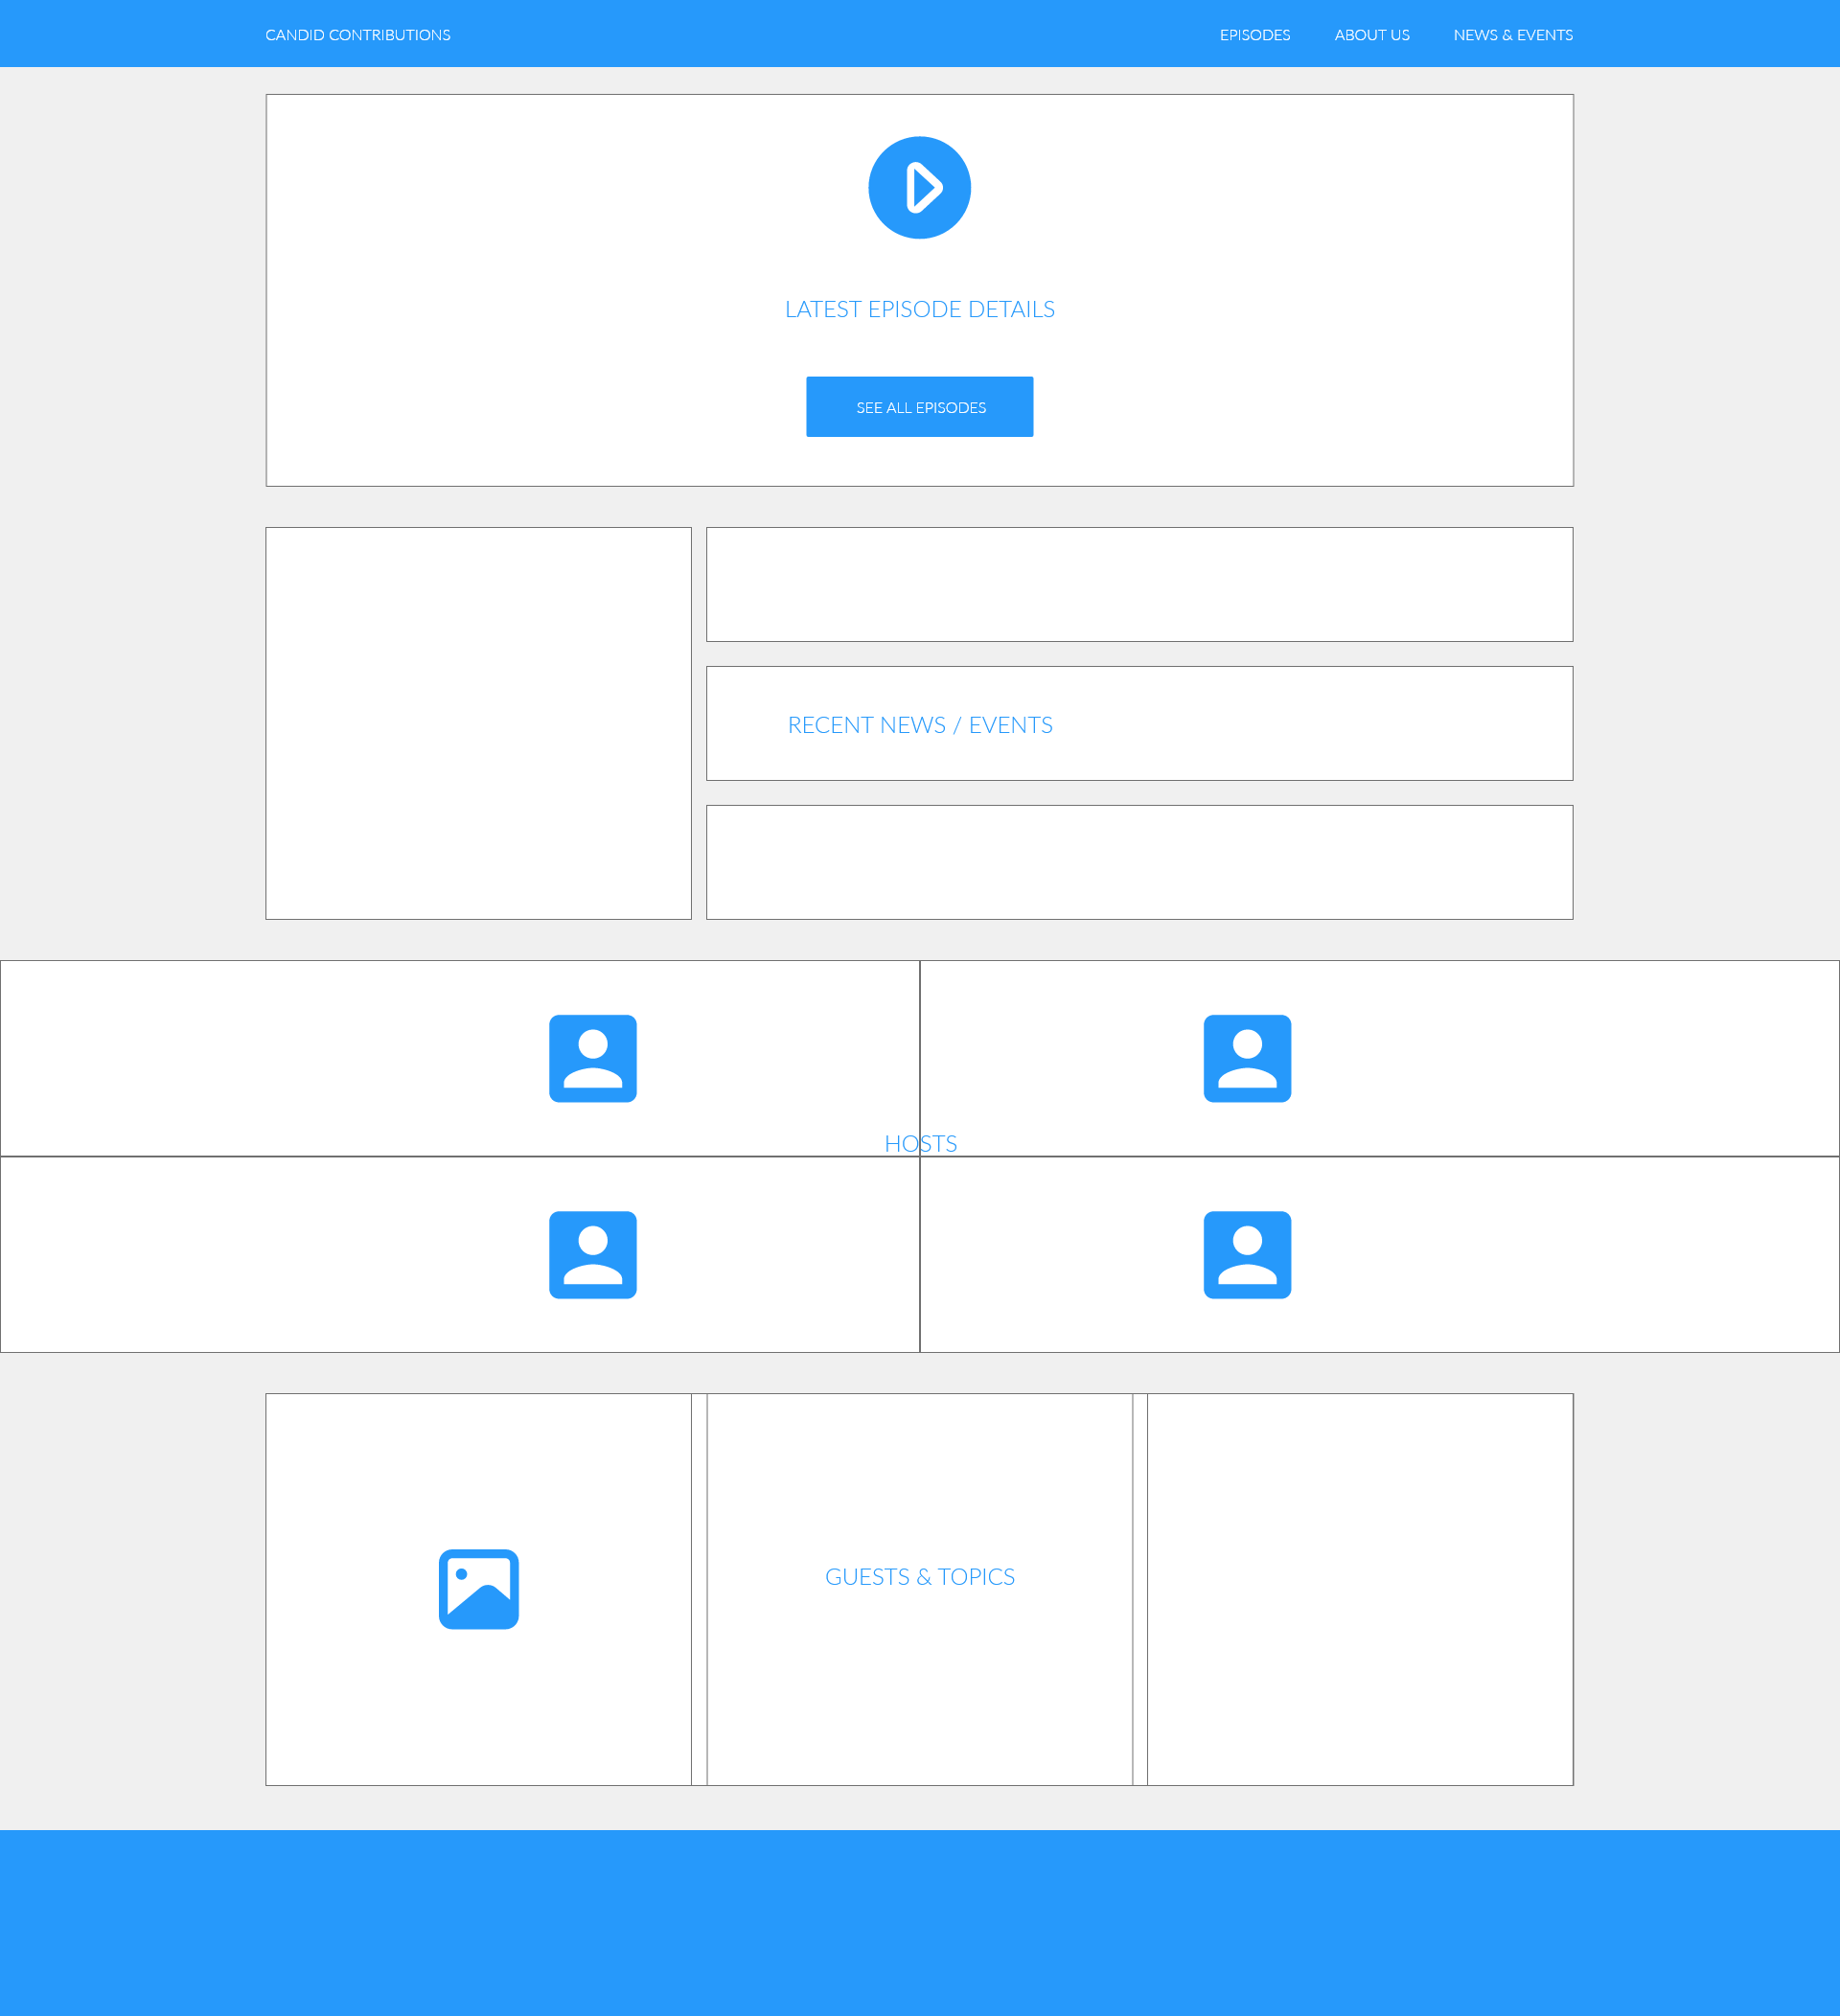 CANDID CONTRIBUTIONS
EPISODES ABOUT US NEWS & EVENTS
LATEST EPISODE DETAILS
SEE ALL EPISODES
RECENT NEWS / EVENTS
HOSTS
GUESTS & TOPICS